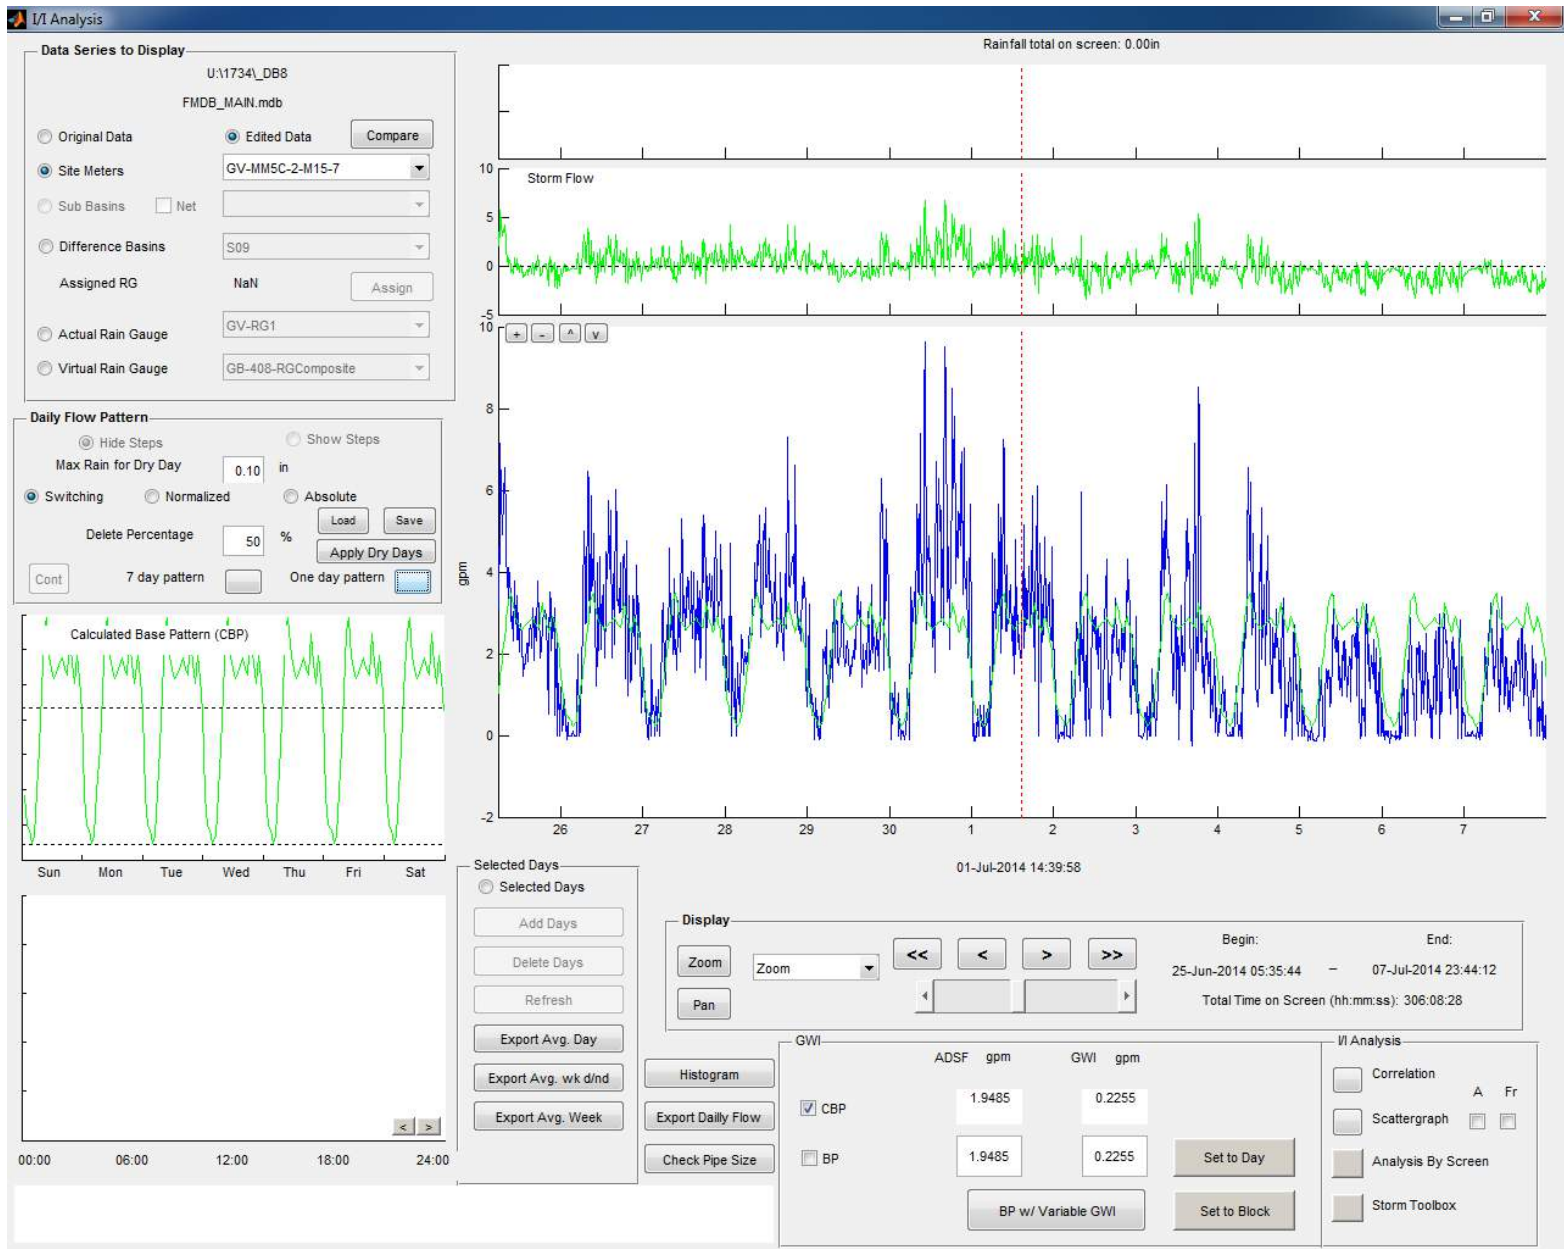 I/I Analysis
Data Series to Display
U:\1734\_DB8
FMDB_MAIN.mdb
Original Data
Edited Data
Compare
Site Meters
GV-MM5C-2-M15-7
Sub Basins
Net
Difference Basins
S09
Assigned RG
NaN
Assign
Actual Rain Gauge
GV-RG1
Virtual Rain Gauge
GB-408-RGComposite
Daily Flow Pattern
Hide Steps
Show Steps
Max Rain for Dry Day
0.10
in
Switching
Normalized
Absolute
Load
Save
Delete Percentage
50
%
Apply Dry Days
Cont
7 day pattern
One day pattern
Calculated Base Pattern (CBP)
Sun Mon Tue Wed Thu Fri Sat
< >
00:00 06:00 12:00 18:00 24:00
Rainfall total on screen: 0.00in
10
Storm Flow
5
0
-5
10
+ - ^ v
8
6
gpm
4
2
0
-2
26 27 28 29 30 1 2 3 4 5 6 7
01-Jul-2014 14:39:58
Selected Days
Selected Days
Add Days
Delete Days
Refresh
Export Avg. Day
Export Avg. wk d/nd
Export Avg. Week
Histogram
Export Dailly Flow
Check Pipe Size
Display
Zoom
Zoom
Pan
<< < > >>
Begin:
End:
25-Jun-2014 05:35:44 – 07-Jul-2014 23:44:12
Total Time on Screen (hh:mm:ss): 306:08:28
GWI
ADSF gpm
GWI gpm
CBP
1.9485
0.2255
BP
1.9485
0.2255
Set to Day
BP w/ Variable GWI
Set to Block
I/I Analysis
Correlation
A Fr
Scattergraph
Analysis By Screen
Storm Toolbox